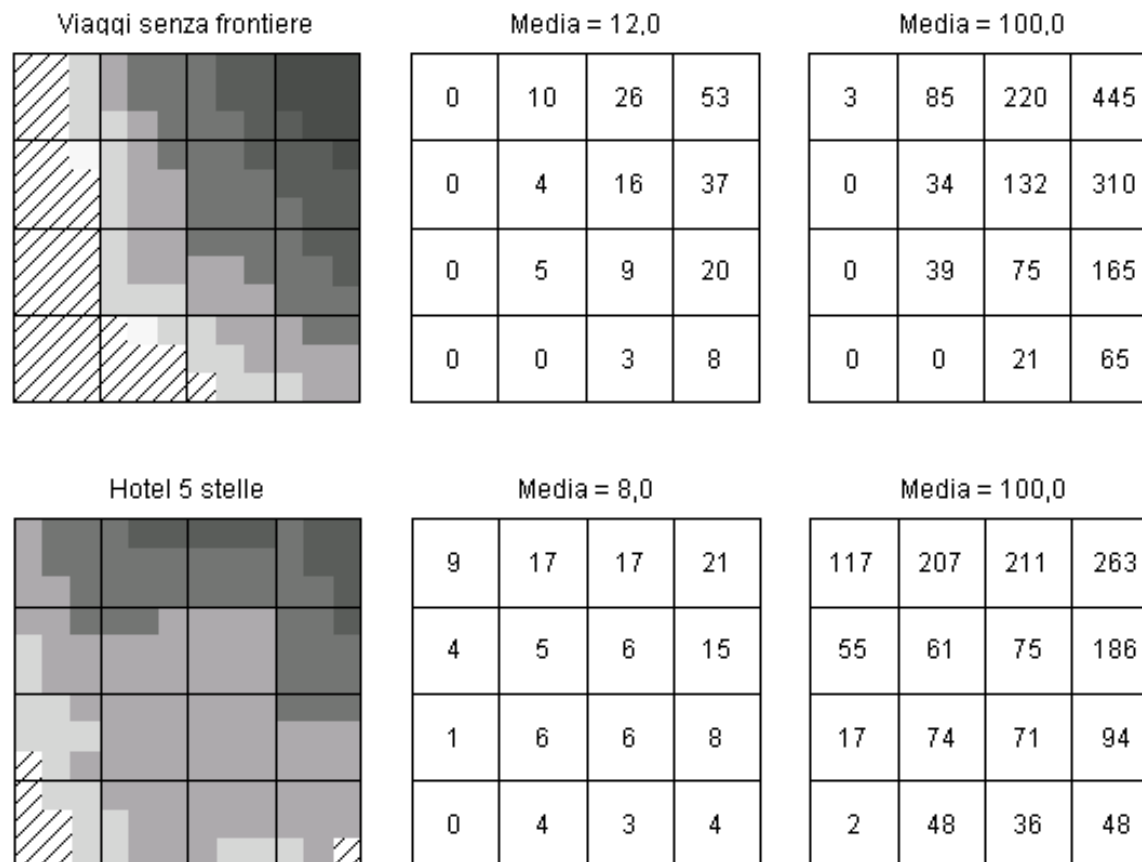 Viaggi senza frontiere Media = 12,0 Media = 100,0
0 10 26 53 3 85 220 445
0 4 16 37 0 34 132 310
0 5 9 20 0 39 75 165
0 0 3 8 0 0 21 65
Hotel 5 stelle Media = 8,0 Media = 100,0
9 17 17 21 117 207 211 263
4 5 6 15 55 61 75 186
1 6 6 8 17 74 71 94
0 4 3 4 2 48 36 48